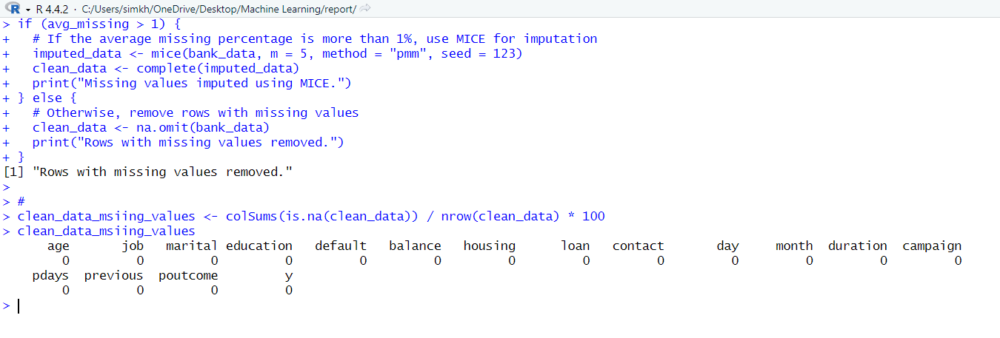 R R 4.4.2 · C:/Users/simkh/OneDrive/Desktop/Machine Learning/report/
> if (avg_missing > 1) {
+   # If the average missing percentage is more than 1%, use MICE for imputation
+   imputed_data <- mice(bank_data, m = 5, method = "pmm", seed = 123)
+   clean_data <- complete(imputed_data)
+   print("Missing values imputed using MICE.")
+ } else {
+   # Otherwise, remove rows with missing values
+   clean_data <- na.omit(bank_data)
+   print("Rows with missing values removed.")
+ }
[1] "Rows with missing values removed."
>
> #
> clean_data_msiing_values <- colSums(is.na(clean_data)) / nrow(clean_data) * 100
> clean_data_msiing_values
      age       job   marital education   default   balance   housing      loan   contact       day     month  duration  campaign
        0         0         0         0         0         0         0         0         0         0         0         0         0
    pdays  previous  poutcome         y
        0         0         0         0
>